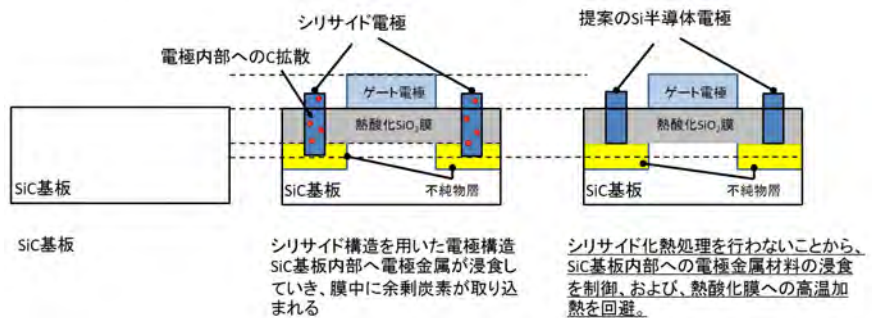 シリサイド電極
提案のSi半導体電極
電極内部へのC拡散
ゲート電極
ゲート電極
熱酸化SiO₂膜
熱酸化SiO₂膜
SiC基板
SiC基板
不純物層
SiC基板
不純物層
SiC基板
シリサイド構造を用いた電極構造
SiC基板内部へ電極金属が浸食し
ていき、膜中に余剰炭素が取り込
まれる
シリサイド化熱処理を行わないことから、
SiC基板内部への電極金属材料の浸食
を制御、および、熱酸化膜への高温加
熱を回避。